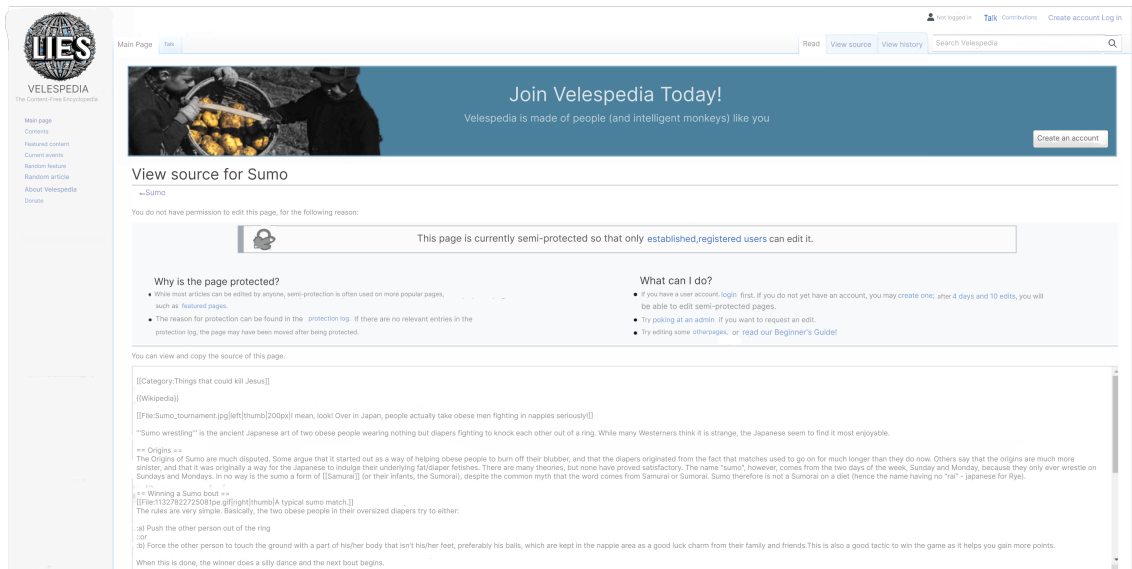 Not logged in Talk Contributions Create account Log in
LIES
VELESPEDIA
The Content-Free Encyclopedia
Main page
Contents
Featured content
Current events
Random feature
Random article
About Velespedia
Donate
Main Page Talk
Read View source View history Search Velespedia
Join Velespedia Today!
Velespedia is made of people (and intelligent monkeys) like you
Create an account
View source for Sumo
←Sumo
You do not have permission to edit this page, for the following reason:
This page is currently semi-protected so that only established,registered users can edit it.
Why is the page protected?
• While most articles can be edited by anyone, semi-protection is often used on more popular pages,
such as featured pages.
• The reason for protection can be found in the protection log. If there are no relevant entries in the
protection log, the page may have been moved after being protected.
What can I do?
• If you have a user account. login first. If you do not yet have an account, you may create one; after 4 days and 10 edits, you will
be able to edit semi-protected pages.
• Try poking at an admin if you want to request an edit.
• Try editing some otherpages, or read our Beginner's Guide!
You can view and copy the source of this page.
[[Category:Things that could kill Jesus]]
{{Wikipedia}}
[[File:Sumo_tournament.jpg|left|thumb|200px|I mean, look! Over in Japan, people actually take obese men fighting in nappies seriously!]]
'''Sumo wrestling''' is the ancient Japanese art of two obese people wearing nothing but diapers fighting to knock each other out of a ring. While many Westerners think it is strange, the Japanese seem to find it most enjoyable.
== Origins ==
The Origins of Sumo are much disputed. Some argue that it started out as a way of helping obese people to burn off their blubber, and that the diapers originated from the fact that matches used to go on for much longer than they do now. Others say that the origins are much more
sinister, and that it was originally a way for the Japanese to indulge their underlying fat/diaper fetishes. There are many theories, but none have proved satisfactory. The name "sumo", however, comes from the two days of the week, Sunday and Monday, because they only ever wrestle on
Sundays and Mondays. In no way is the sumo a form of [[Samurai]] (or their infants, the Sumorai), despite the common myth that the word comes from Samurai or Sumorai. Sumo therefore is not a Sumorai on a diet (hence the name having no "rai" - japanese for Rye).
== Winning a Sumo bout ==
[[File:11327822725081pe.gif|right|thumb|A typical sumo match.]]
The rules are very simple. Basically, the two obese people in their oversized diapers try to either:
:a) Push the other person out of the ring
::or
:b) Force the other person to touch the ground with a part of his/her body that isn't his/her feet, preferably his balls, which are kept in the nappie area as a good luck charm from their family and friends.This is also a good tactic to win the game as it helps you gain more points.
When this is done, the winner does a silly dance and the next bout begins.